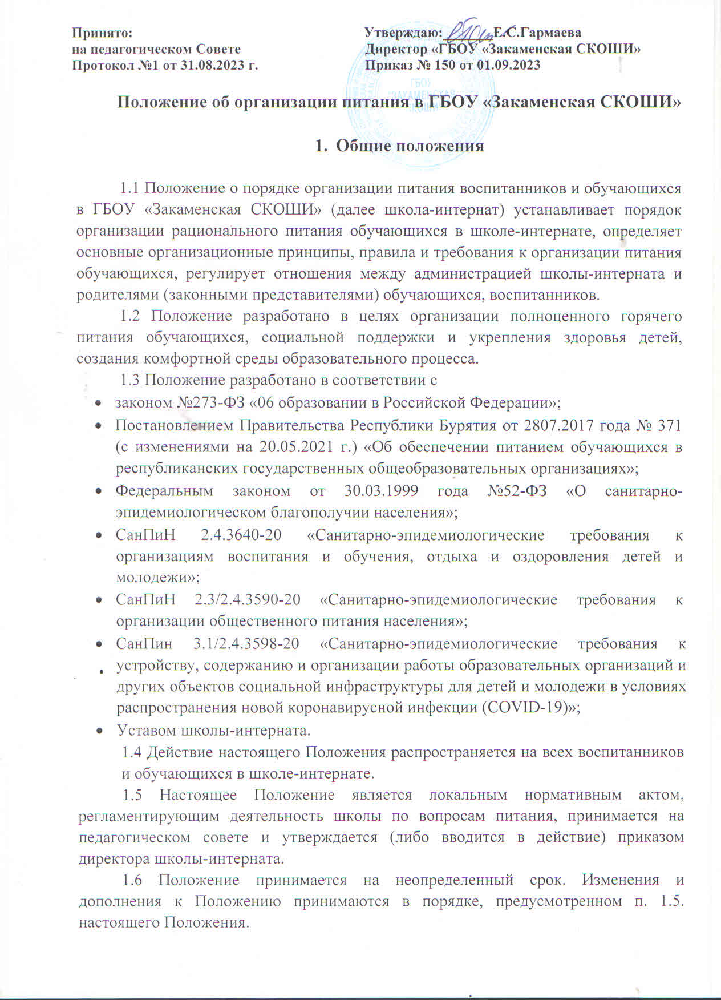 Принято:
на педагогическом Совете
Протокол №1 от 31.08.2023 г.
Утверждаю: Е.С.Гармаева
Директор «ГБОУ «Закаменская СКОШИ»
Приказ № 150 от 01.09.2023
ГБОУ
"ЗАКАМЕНСКАЯ
СКОШИ"
Положение об организации питания в ГБОУ «Закаменская СКОШИ»
1. Общие положения
1.1 Положение о порядке организации питания воспитанников и обучающихся
в ГБОУ «Закаменская СКОШИ» (далее школа-интернат) устанавливает порядок
организации рационального питания обучающихся в школе-интернате, определяет
основные организационные принципы, правила и требования к организации питания
обучающихся, регулирует отношения между администрацией школы-интерната и
родителями (законными представителями) обучающихся, воспитанников.
1.2 Положение разработано в целях организации полноценного горячего
питания обучающихся, социальной поддержки и укрепления здоровья детей,
создания комфортной среды образовательного процесса.
1.3 Положение разработано в соответствии с
• законом №273-ФЗ «06 образовании в Российской Федерации»;
• Постановлением Правительства Республики Бурятия от 2807.2017 года № 371
(с изменениями на 20.05.2021 г.) «Об обеспечении питанием обучающихся в
республиканских государственных общеобразовательных организациях»;
• Федеральным законом от 30.03.1999 года №52-ФЗ «О санитарно-
эпидемиологическом благополучии населения»;
• СанПиН 2.4.3640-20 «Санитарно-эпидемиологические требования к
организациям воспитания и обучения, отдыха и оздоровления детей и
молодежи»;
• СанПиН 2.3/2.4.3590-20 «Санитарно-эпидемиологические требования к
организации общественного питания населения»;
• СанПин 3.1/2.4.3598-20 «Санитарно-эпидемиологические требования к
устройству, содержанию и организации работы образовательных организаций и
других объектов социальной инфраструктуры для детей и молодежи в условиях
распространения новой коронавирусной инфекции (COVID-19)»;
• Уставом школы-интерната.
1.4 Действие настоящего Положения распространяется на всех воспитанников
и обучающихся в школе-интернате.
1.5 Настоящее Положение является локальным нормативным актом,
регламентирующим деятельность школы по вопросам питания, принимается на
педагогическом совете и утверждается (либо вводится в действие) приказом
директора школы-интерната.
1.6 Положение принимается на неопределенный срок. Изменения и
дополнения к Положению принимаются в порядке, предусмотренном п. 1.5.
настоящего Положения.